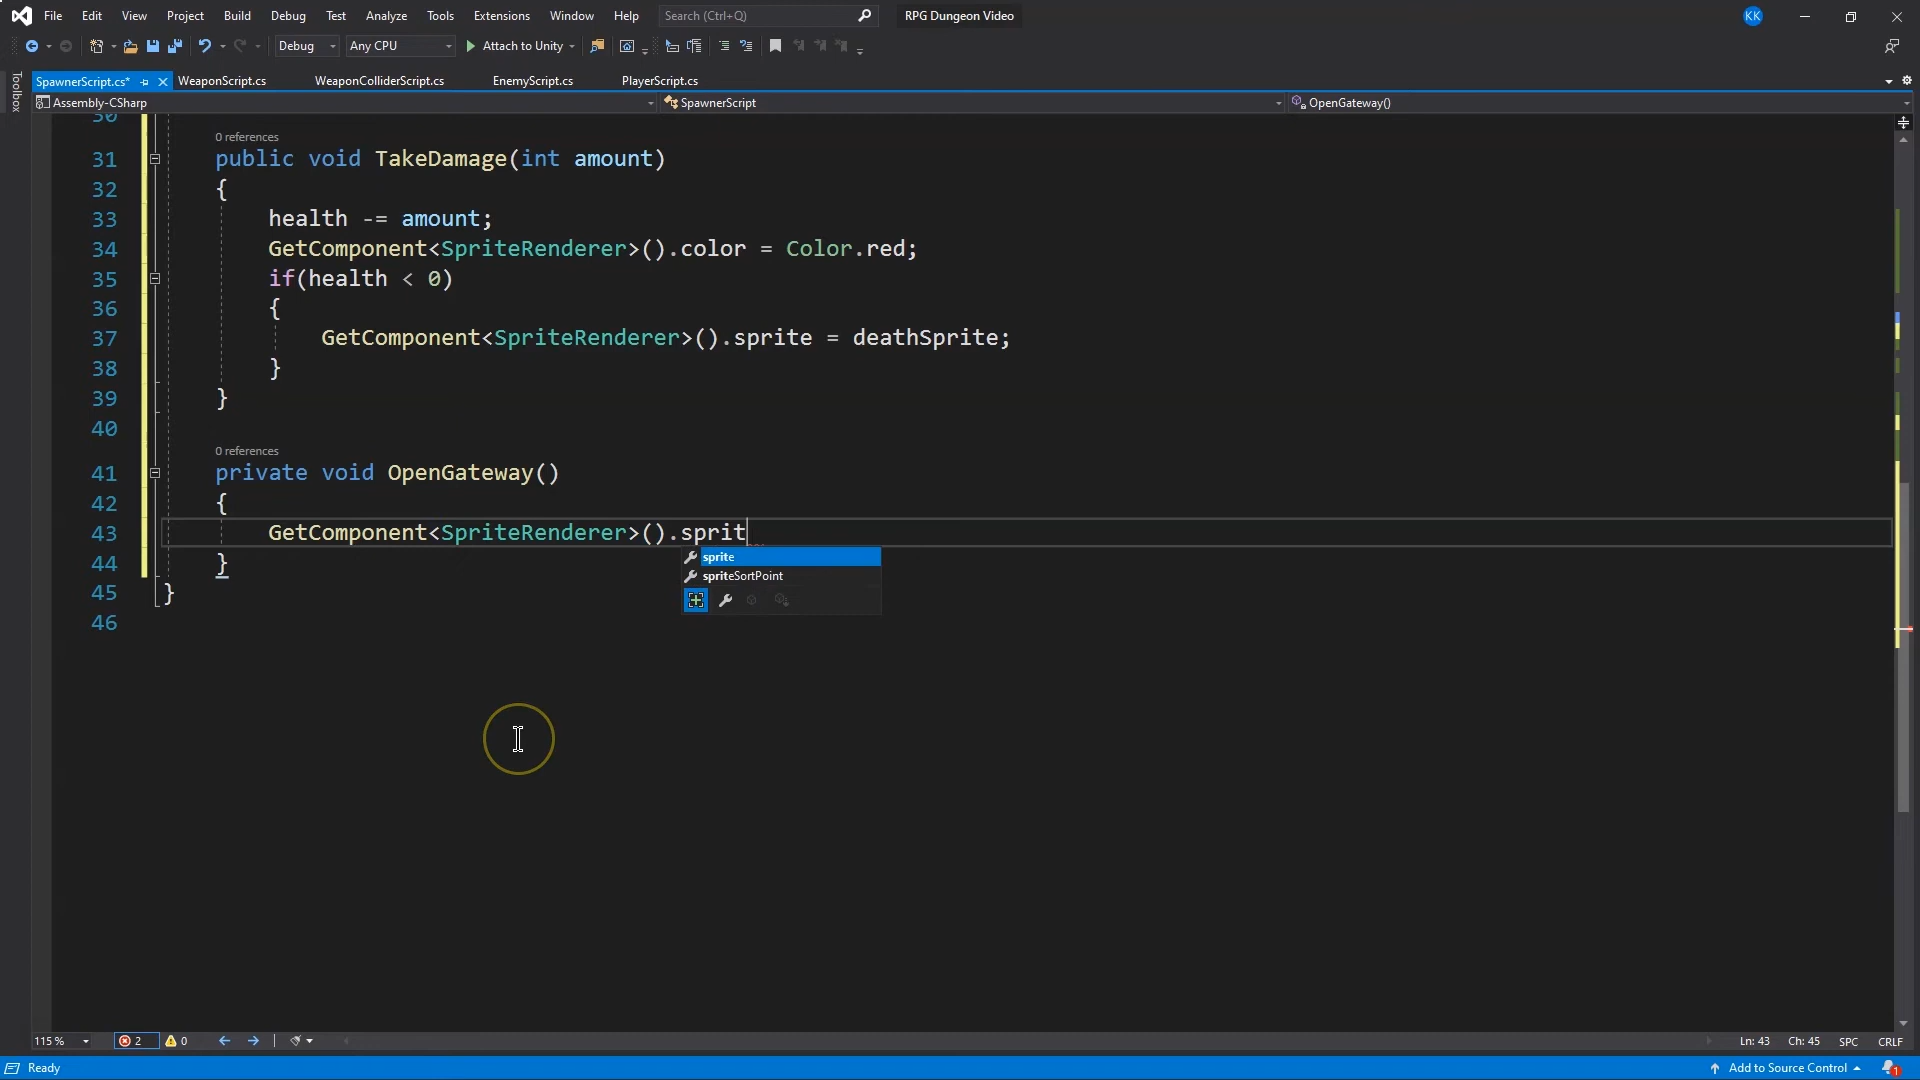 File Edit View Project Build Debug Test Analyze Tools Extensions Window Help Search (Ctrl+Q) RPG Dungeon Video KK
Debug Any CPU Attach to Unity
Toolbox
SpawnerScript.cs* WeaponScript.cs WeaponColliderScript.cs EnemyScript.cs PlayerScript.cs
Assembly-CSharp SpawnerScript OpenGateway()
30
0 references
31 public void TakeDamage(int amount)
32 {
33 health -= amount;
34 GetComponent<SpriteRenderer>().color = Color.red;
35 if(health < 0)
36 {
37 GetComponent<SpriteRenderer>().sprite = deathSprite;
38 }
39 }
40
0 references
41 private void OpenGateway()
42 {
43 GetComponent<SpriteRenderer>().sprit
sprite
44 }
spriteSortPoint
45 }
46
115 % 2 0 Ln: 43 Ch: 45 SPC CRLF
Ready Add to Source Control 1